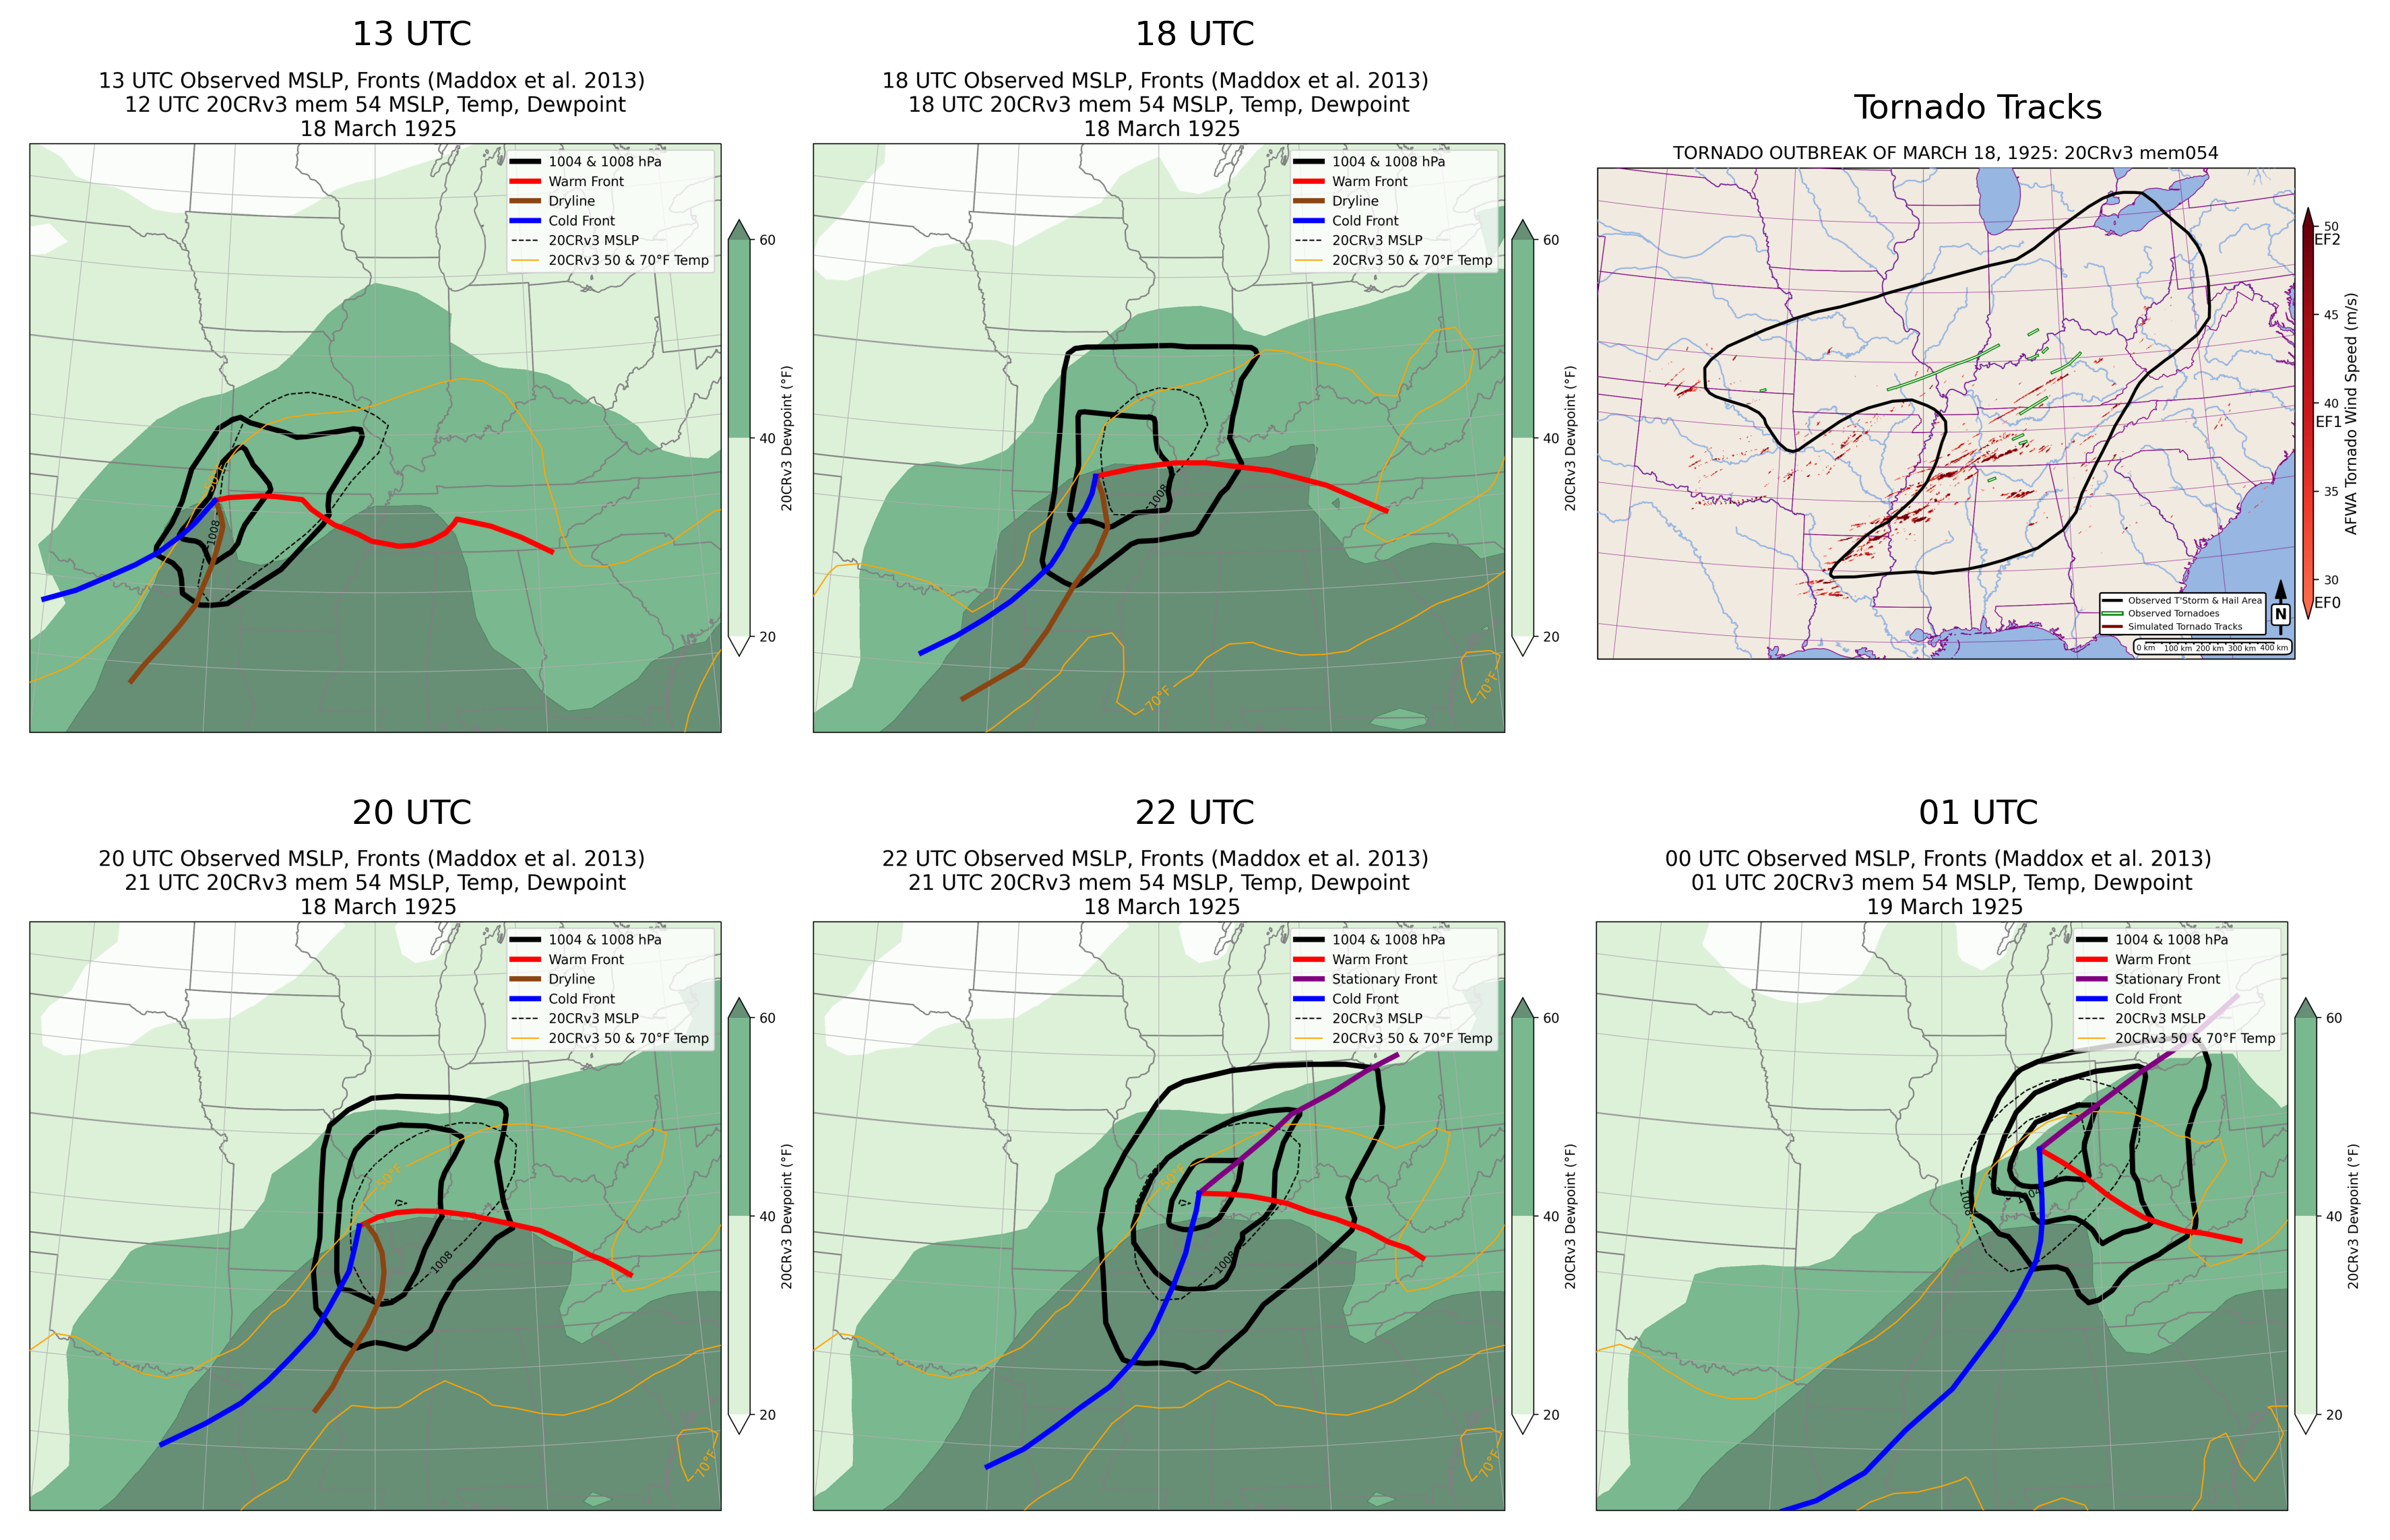 13 UTC
13 UTC Observed MSLP, Fronts (Maddox et al. 2013)
12 UTC 20CRv3 mem 54 MSLP, Temp, Dewpoint
18 March 1925
1004 & 1008 hPa
Warm Front
Dryline
Cold Front
20CRv3 MSLP
20CRv3 50 & 70°F Temp
50°F
1008
60
40
20
20CRv3 Dewpoint (°F)
18 UTC
18 UTC Observed MSLP, Fronts (Maddox et al. 2013)
18 UTC 20CRv3 mem 54 MSLP, Temp, Dewpoint
18 March 1925
1004 & 1008 hPa
Warm Front
Dryline
Cold Front
20CRv3 MSLP
20CRv3 50 & 70°F Temp
1008
70°F
70°F
60
40
20
20CRv3 Dewpoint (°F)
Tornado Tracks
TORNADO OUTBREAK OF MARCH 18, 1925: 20CRv3 mem054
Observed T'Storm & Hail Area
Observed Tornadoes
Simulated Tornado Tracks
N
0 km 100 km 200 km 300 km 400 km
50
EF2
45
40
EF1
35
30
EF0
AFWA Tornado Wind Speed (m/s)
20 UTC
20 UTC Observed MSLP, Fronts (Maddox et al. 2013)
21 UTC 20CRv3 mem 54 MSLP, Temp, Dewpoint
18 March 1925
1004 & 1008 hPa
Warm Front
Dryline
Cold Front
20CRv3 MSLP
20CRv3 50 & 70°F Temp
50°F
1008
70°F
60
40
20
20CRv3 Dewpoint (°F)
22 UTC
22 UTC Observed MSLP, Fronts (Maddox et al. 2013)
21 UTC 20CRv3 mem 54 MSLP, Temp, Dewpoint
18 March 1925
1004 & 1008 hPa
Warm Front
Stationary Front
Cold Front
20CRv3 MSLP
20CRv3 50 & 70°F Temp
50°F
1008
70°F
60
40
20
20CRv3 Dewpoint (°F)
01 UTC
00 UTC Observed MSLP, Fronts (Maddox et al. 2013)
01 UTC 20CRv3 mem 54 MSLP, Temp, Dewpoint
19 March 1925
1004 & 1008 hPa
Warm Front
Stationary Front
Cold Front
20CRv3 MSLP
20CRv3 50 & 70°F Temp
1008
1004
60
40
20
20CRv3 Dewpoint (°F)